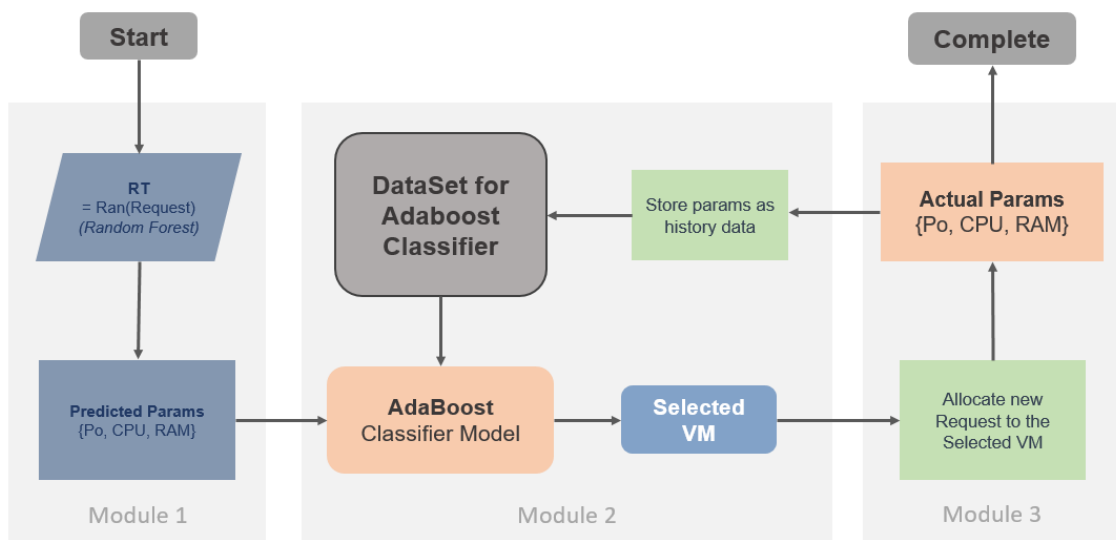 Start
Complete
RT
= Ran(Request)
(Random Forest)
DataSet for
Adaboost
Classifier
Store params as
history data
Actual Params
{Po, CPU, RAM}
Predicted Params
{Po, CPU, RAM}
AdaBoost
Classifier Model
Selected
VM
Allocate new
Request to the
Selected VM
Module 1
Module 2
Module 3